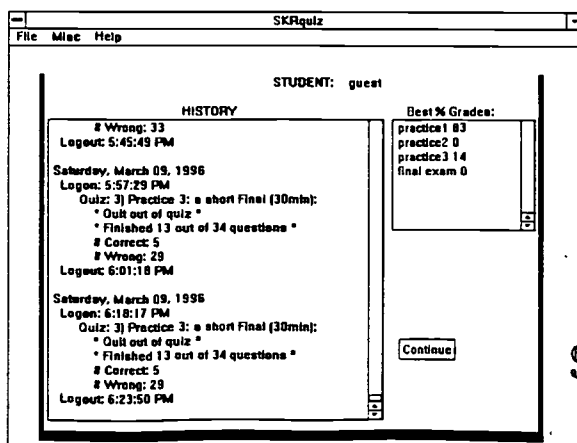 SKRquiz
File Misc Help
STUDENT: guest
HISTORY
# Wrong: 33
Logout: 5:45:49 PM
Saturday, March 09, 1996
Logon: 5:57:29 PM
Quiz: 3) Practice 3: a short Final (30min):
* Quit out of quiz *
* Finished 13 out of 34 questions *
# Correct: 5
# Wrong: 29
Logout: 6:01:18 PM
Saturday, March 09, 1996
Logon: 6:18:17 PM
Quiz: 3) Practice 3: a short Final (30min):
* Quit out of quiz *
* Finished 13 out of 34 questions *
# Correct: 5
# Wrong: 29
Logout: 6:23:50 PM
Best % Grades:
practice1 83
practice2 0
practice3 14
final exam 0
Continue